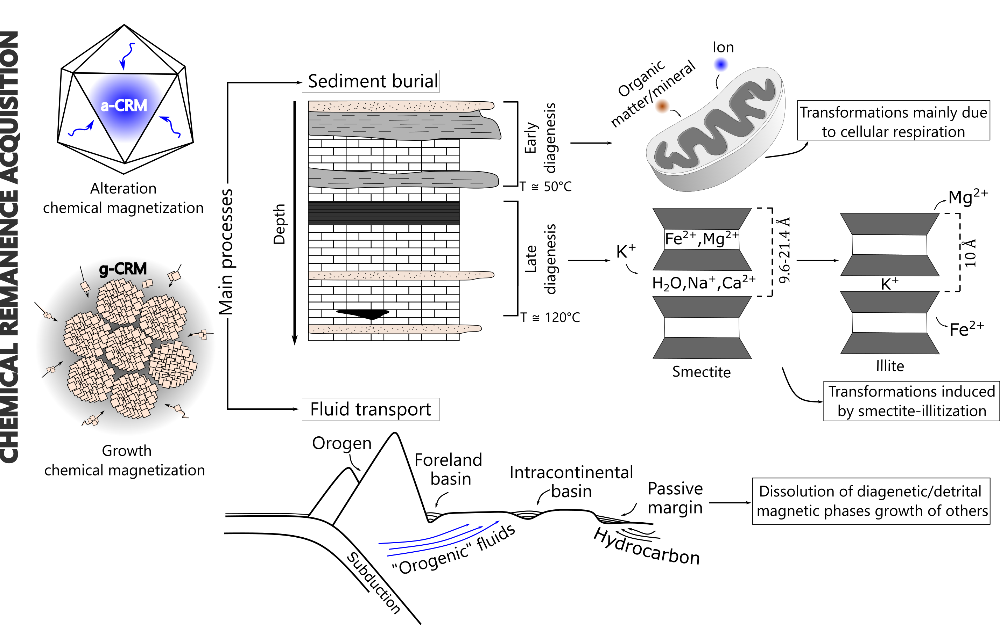 CHEMICAL REMANENCE ACQUISITION
a-CRM
Alteration
chemical magnetization
g-CRM
Growth
chemical magnetization
Main processes
Sediment burial
Depth
Early
diagenesis
T ≅ 50°C
Late
diagenesis
T ≅ 120°C
Organic
matter/mineral
Ion
Transformations mainly due
to cellular respiration
K⁺
Fe²⁺,Mg²⁺
H₂O,Na⁺,Ca²⁺
9.6-21.4 Å
Smectite
Mg²⁺
K⁺
10 Å
Fe²⁺
Illite
Transformations induced
by smectite-illitization
Fluid transport
Orogen
Foreland
basin
Intracontinental
basin
Passive
margin
Dissolution of diagenetic/detrital
magnetic phases growth of others
"Orogenic" fluids
Hydrocarbon
Subduction